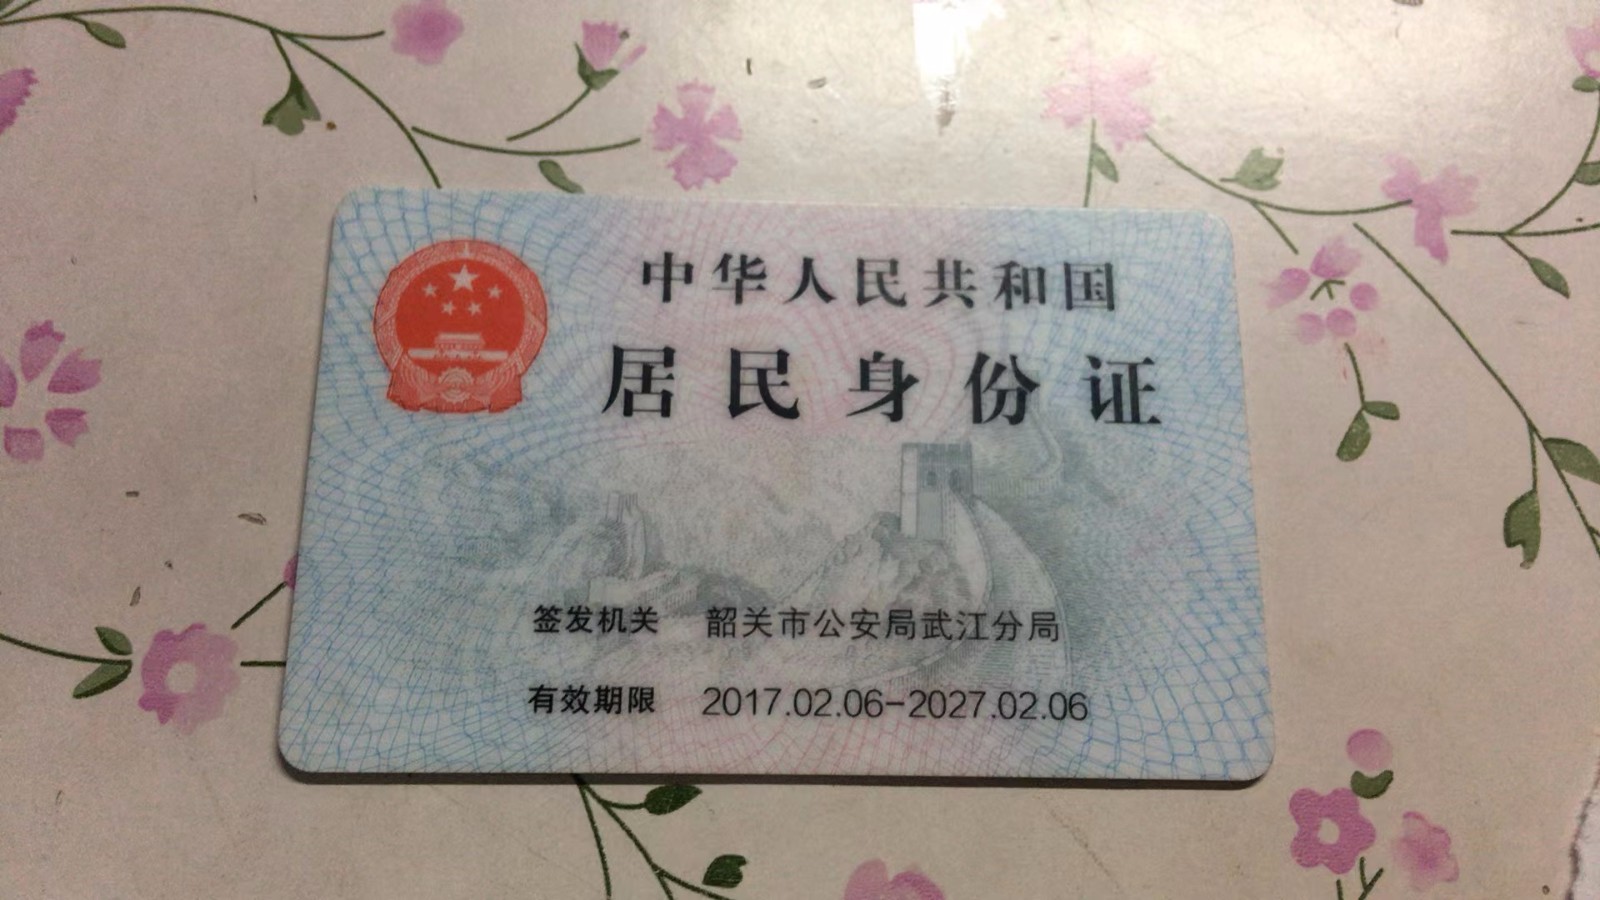 中华人民共和国
居民身份证
签发机关 韶关市公安局武江分局
有效期限 2017.02.06-2027.02.06